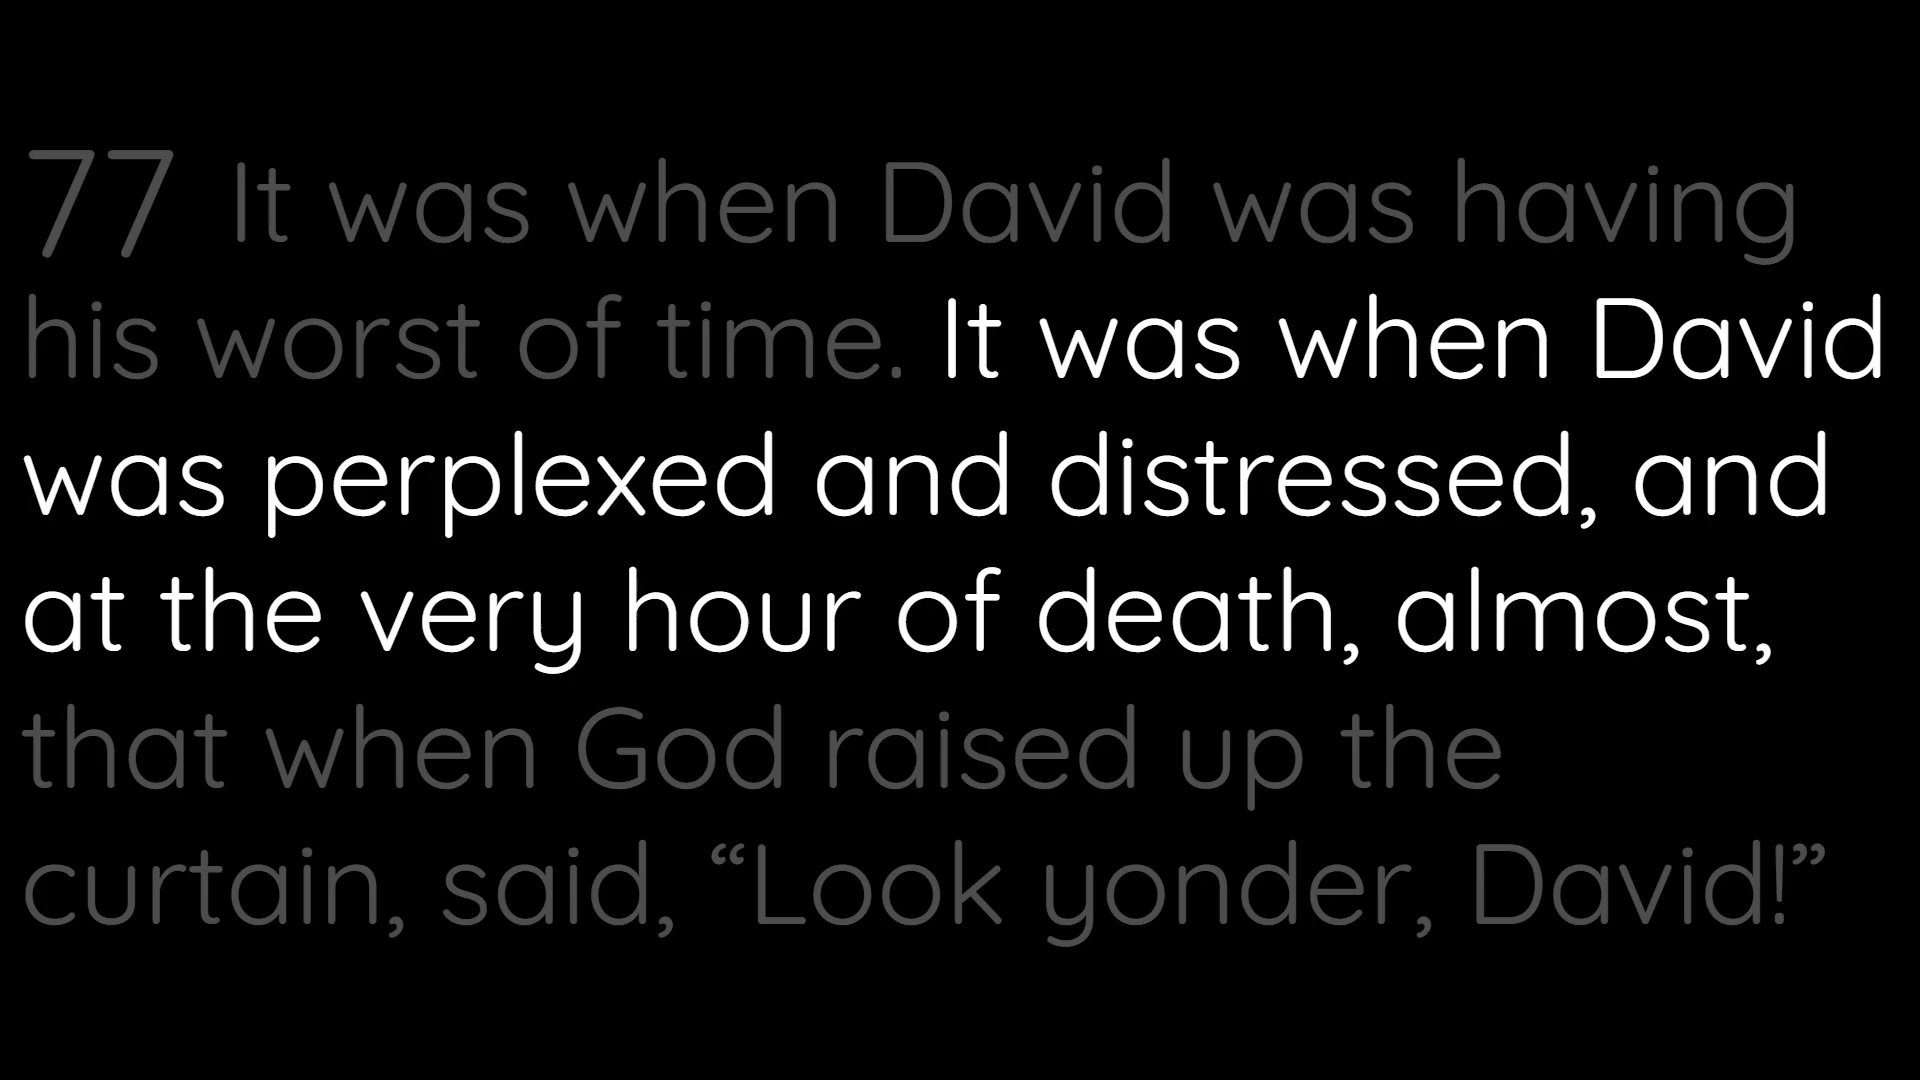 77 It was when David was having
his worst of time. It was when David
was perplexed and distressed, and
at the very hour of death, almost,
that when God raised up the
curtain, said, “Look yonder, David!”